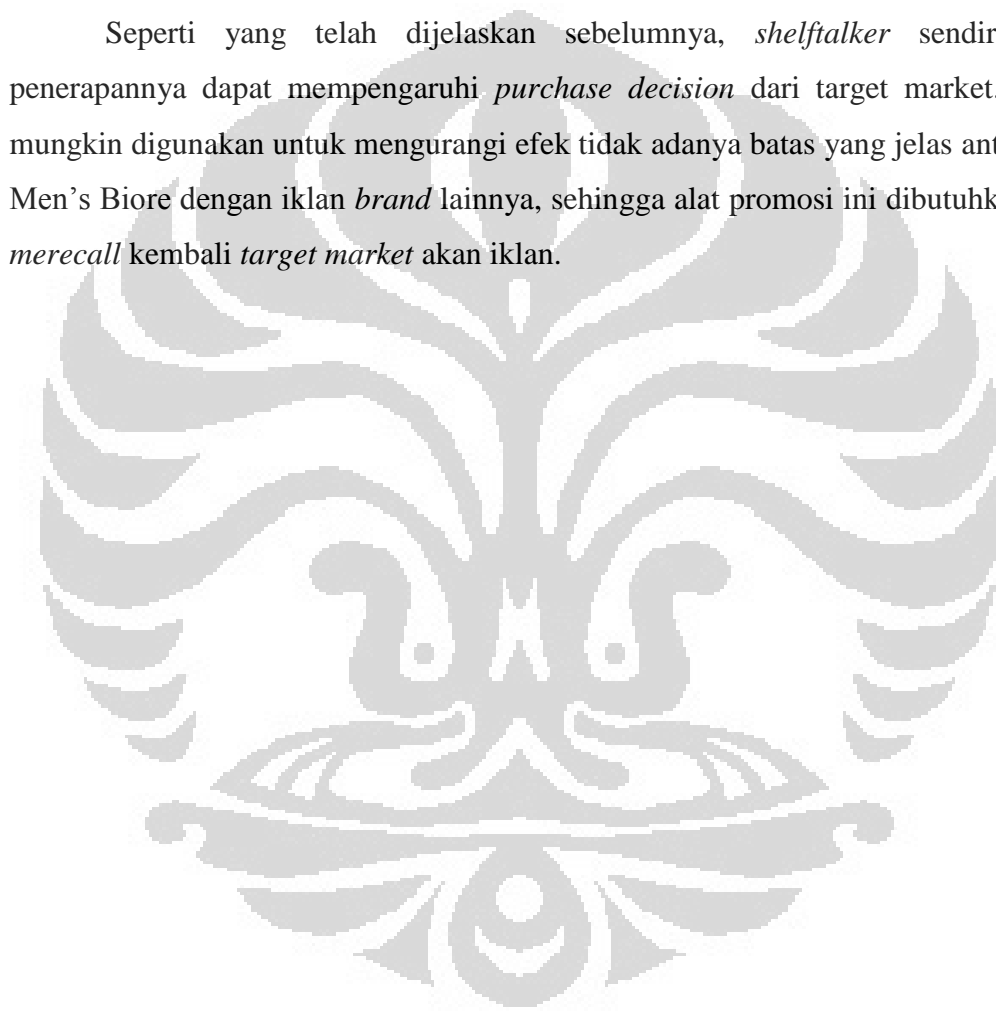 Seperti yang telah dijelaskan sebelumnya, shelftalker sendir
penerapannya dapat mempengaruhi purchase decision dari target market.
mungkin digunakan untuk mengurangi efek tidak adanya batas yang jelas ant
Men's Biore dengan iklan brand lainnya, sehingga alat promosi ini dibutuhk
merecall kembali target market akan iklan.